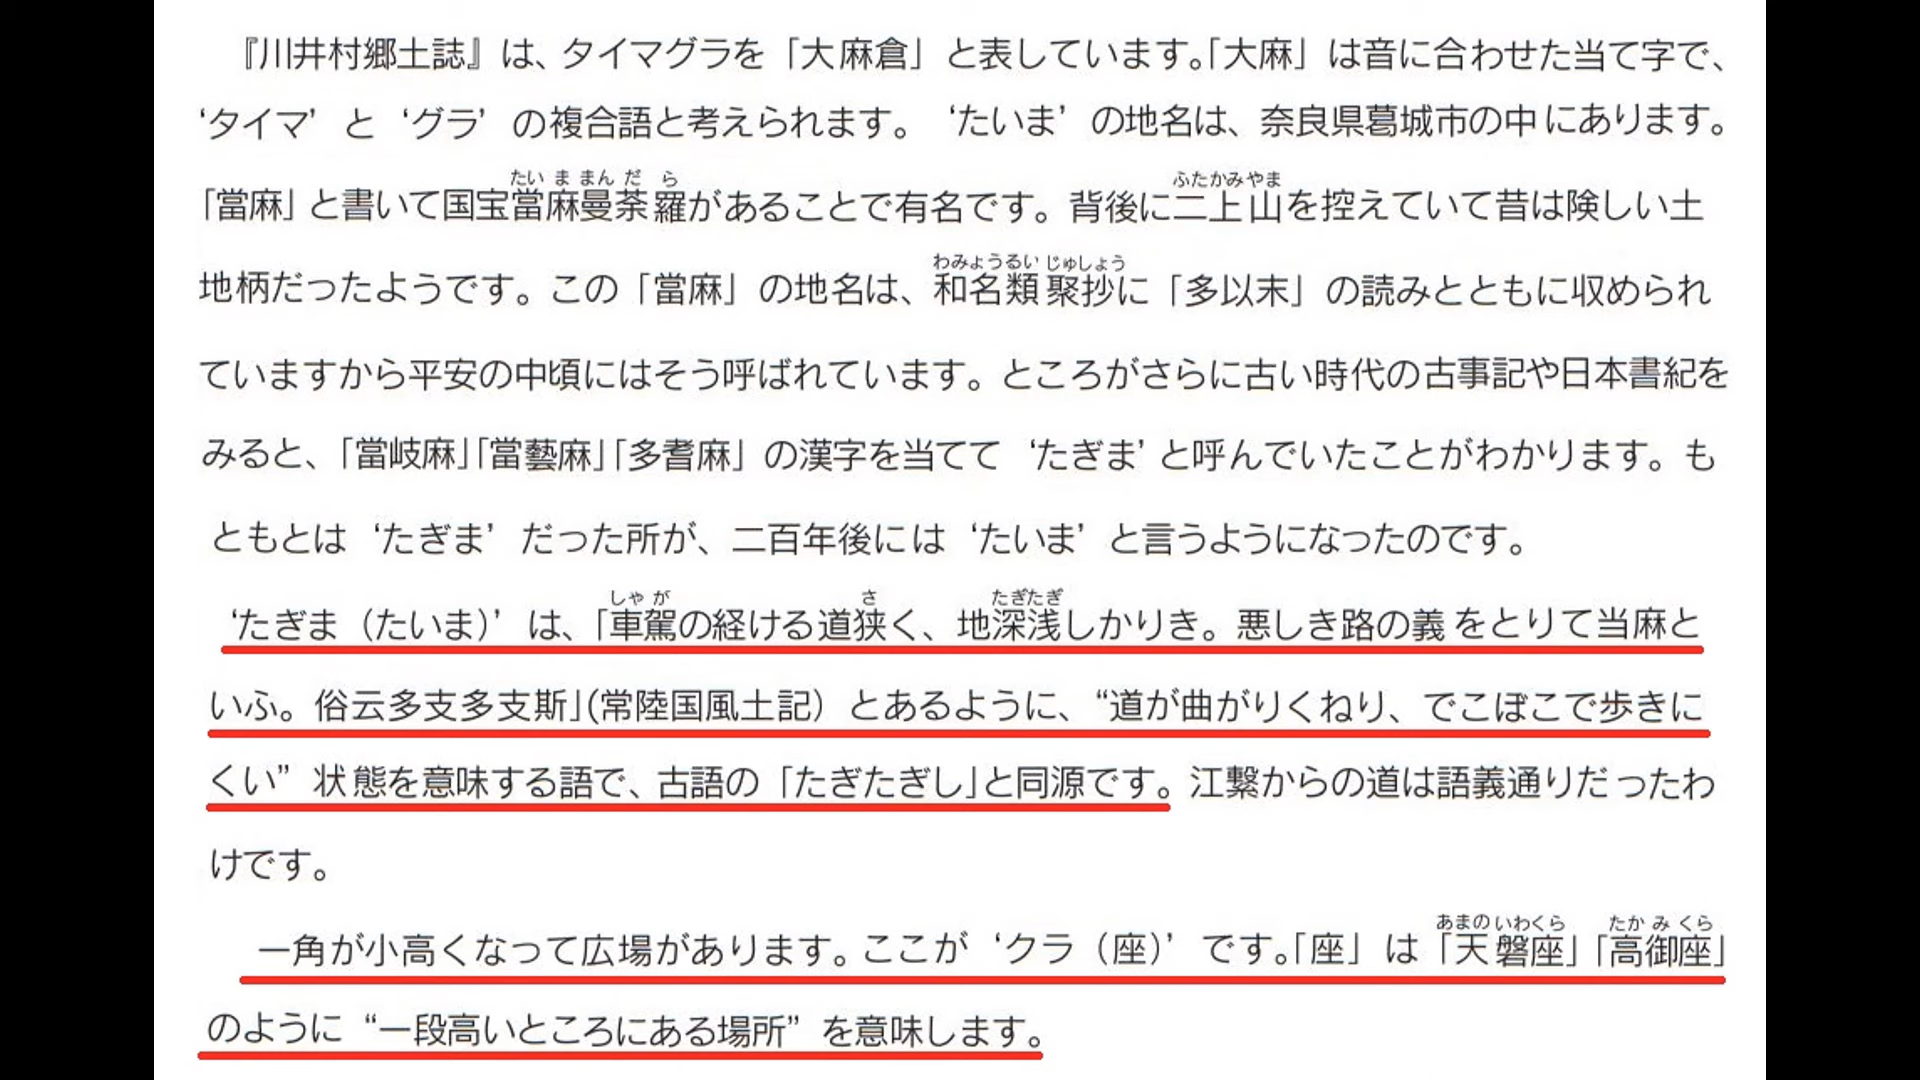 『川井村郷土誌』は、タイマグラを「大麻倉」と表しています。「大麻」は音に合わせた当て字で、
‘タイマ’と‘グラ’の複合語と考えられます。‘たいま’の地名は、奈良県葛城市の中にあります。
たいままんだら ふたかみやま
「當麻」と書いて国宝當麻曼荼羅があることで有名です。背後に二上山を控えていて昔は険しい土
わみょうるいじゅしょう
地柄だったようです。この「當麻」の地名は、和名類聚抄に「多以末」の読みとともに収められ
ていますから平安の中頃にはそう呼ばれています。ところがさらに古い時代の古事記や日本書紀を
みると、「當岐麻」「當藝麻」「多耆麻」の漢字を当てて‘たぎま’と呼んでいたことがわかります。も
ともとは‘たぎま’だった所が、二百年後には‘たいま’と言うようになったのです。
しゃが さ たぎたぎ
‘たぎま（たいま）’は、「車駕の経ける道狭く、地深浅しかりき。悪しき路の義をとりて当麻と
いふ。俗云多支多支斯」(常陸国風土記）とあるように、“道が曲がりくねり、でこぼこで歩きに
くい”状態を意味する語で、古語の「たぎたぎし」と同源です。江繋からの道は語義通りだったわ
けです。
あまのいわくら たかみくら
一角が小高くなって広場があります。ここが‘クラ（座）’です。「座」は「天磐座」「高御座」
のように“一段高いところにある場所”を意味します。